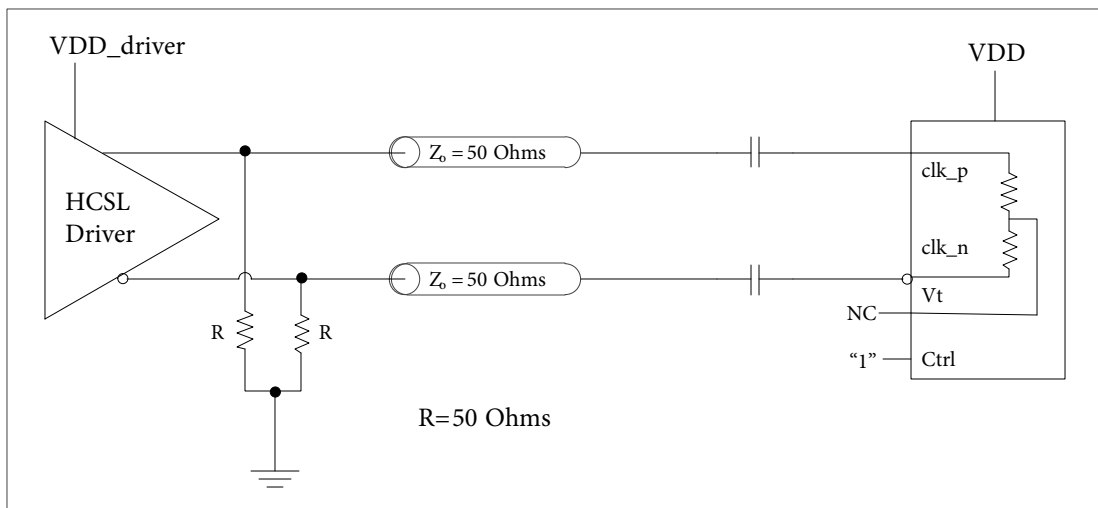 VDD_driver
VDD
HCSL
Driver
Zo = 50 Ohms
clk_p
clk_n
Zo = 50 Ohms
Vt
NC
R
R
“1”
Ctrl
R=50 Ohms